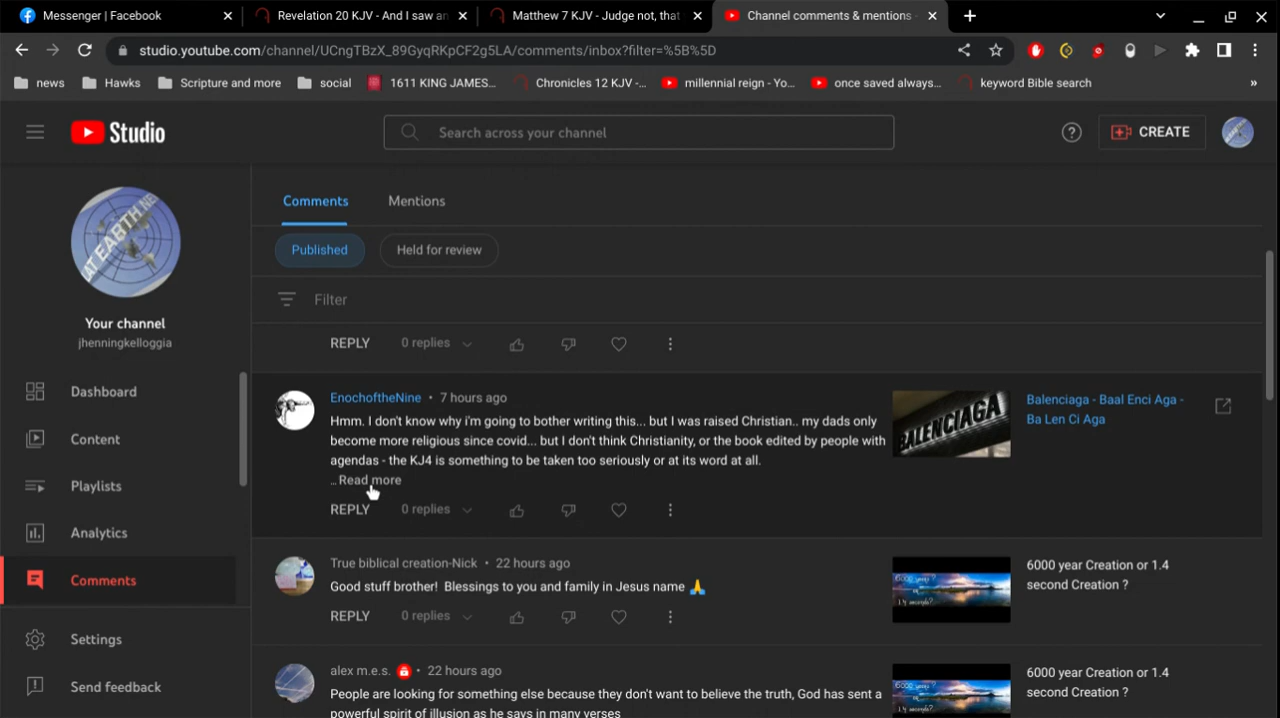 Messenger | Facebook
Revelation 20 KJV - And I saw an
Matthew 7 KJV - Judge not, that
Channel comments & mentions -
studio.youtube.com/channel/UCngTBzX_89GyqRKpCF2g5LA/comments/inbox?filter=%5B%5D
news
Hawks
Scripture and more
social
1611 KING JAMES...
Chronicles 12 KJV -...
millennial reign - Yo...
once saved always...
keyword Bible search
»
Studio
Search across your channel
CREATE
AT EARTH NE
Your channel
jhenningkelloggia
Dashboard
Content
Playlists
Analytics
Comments
Settings
Send feedback
Comments
Mentions
Published
Held for review
Filter
REPLY 0 replies
EnochoftheNine • 7 hours ago
Hmm. I don't know why i'm going to bother writing this... but I was raised Christian.. my dads only
become more religious since covid... but I don't think Christianity, or the book edited by people with
agendas - the KJ4 is something to be taken too seriously or at its word at all.
...Read more
REPLY 0 replies
BALENCIAGA
Balenciaga - Baal Enci Aga -
Ba Len Ci Aga
True biblical creation-Nick • 22 hours ago
Good stuff brother! Blessings to you and family in Jesus name 🙏
REPLY 0 replies
6000 year Creation or 1.4
second Creation ?
alex m.e.s. • 22 hours ago
People are looking for something else because they don't want to believe the truth, God has sent a
powerful spirit of illusion as he says in many verses
6000 year Creation or 1.4
second Creation ?